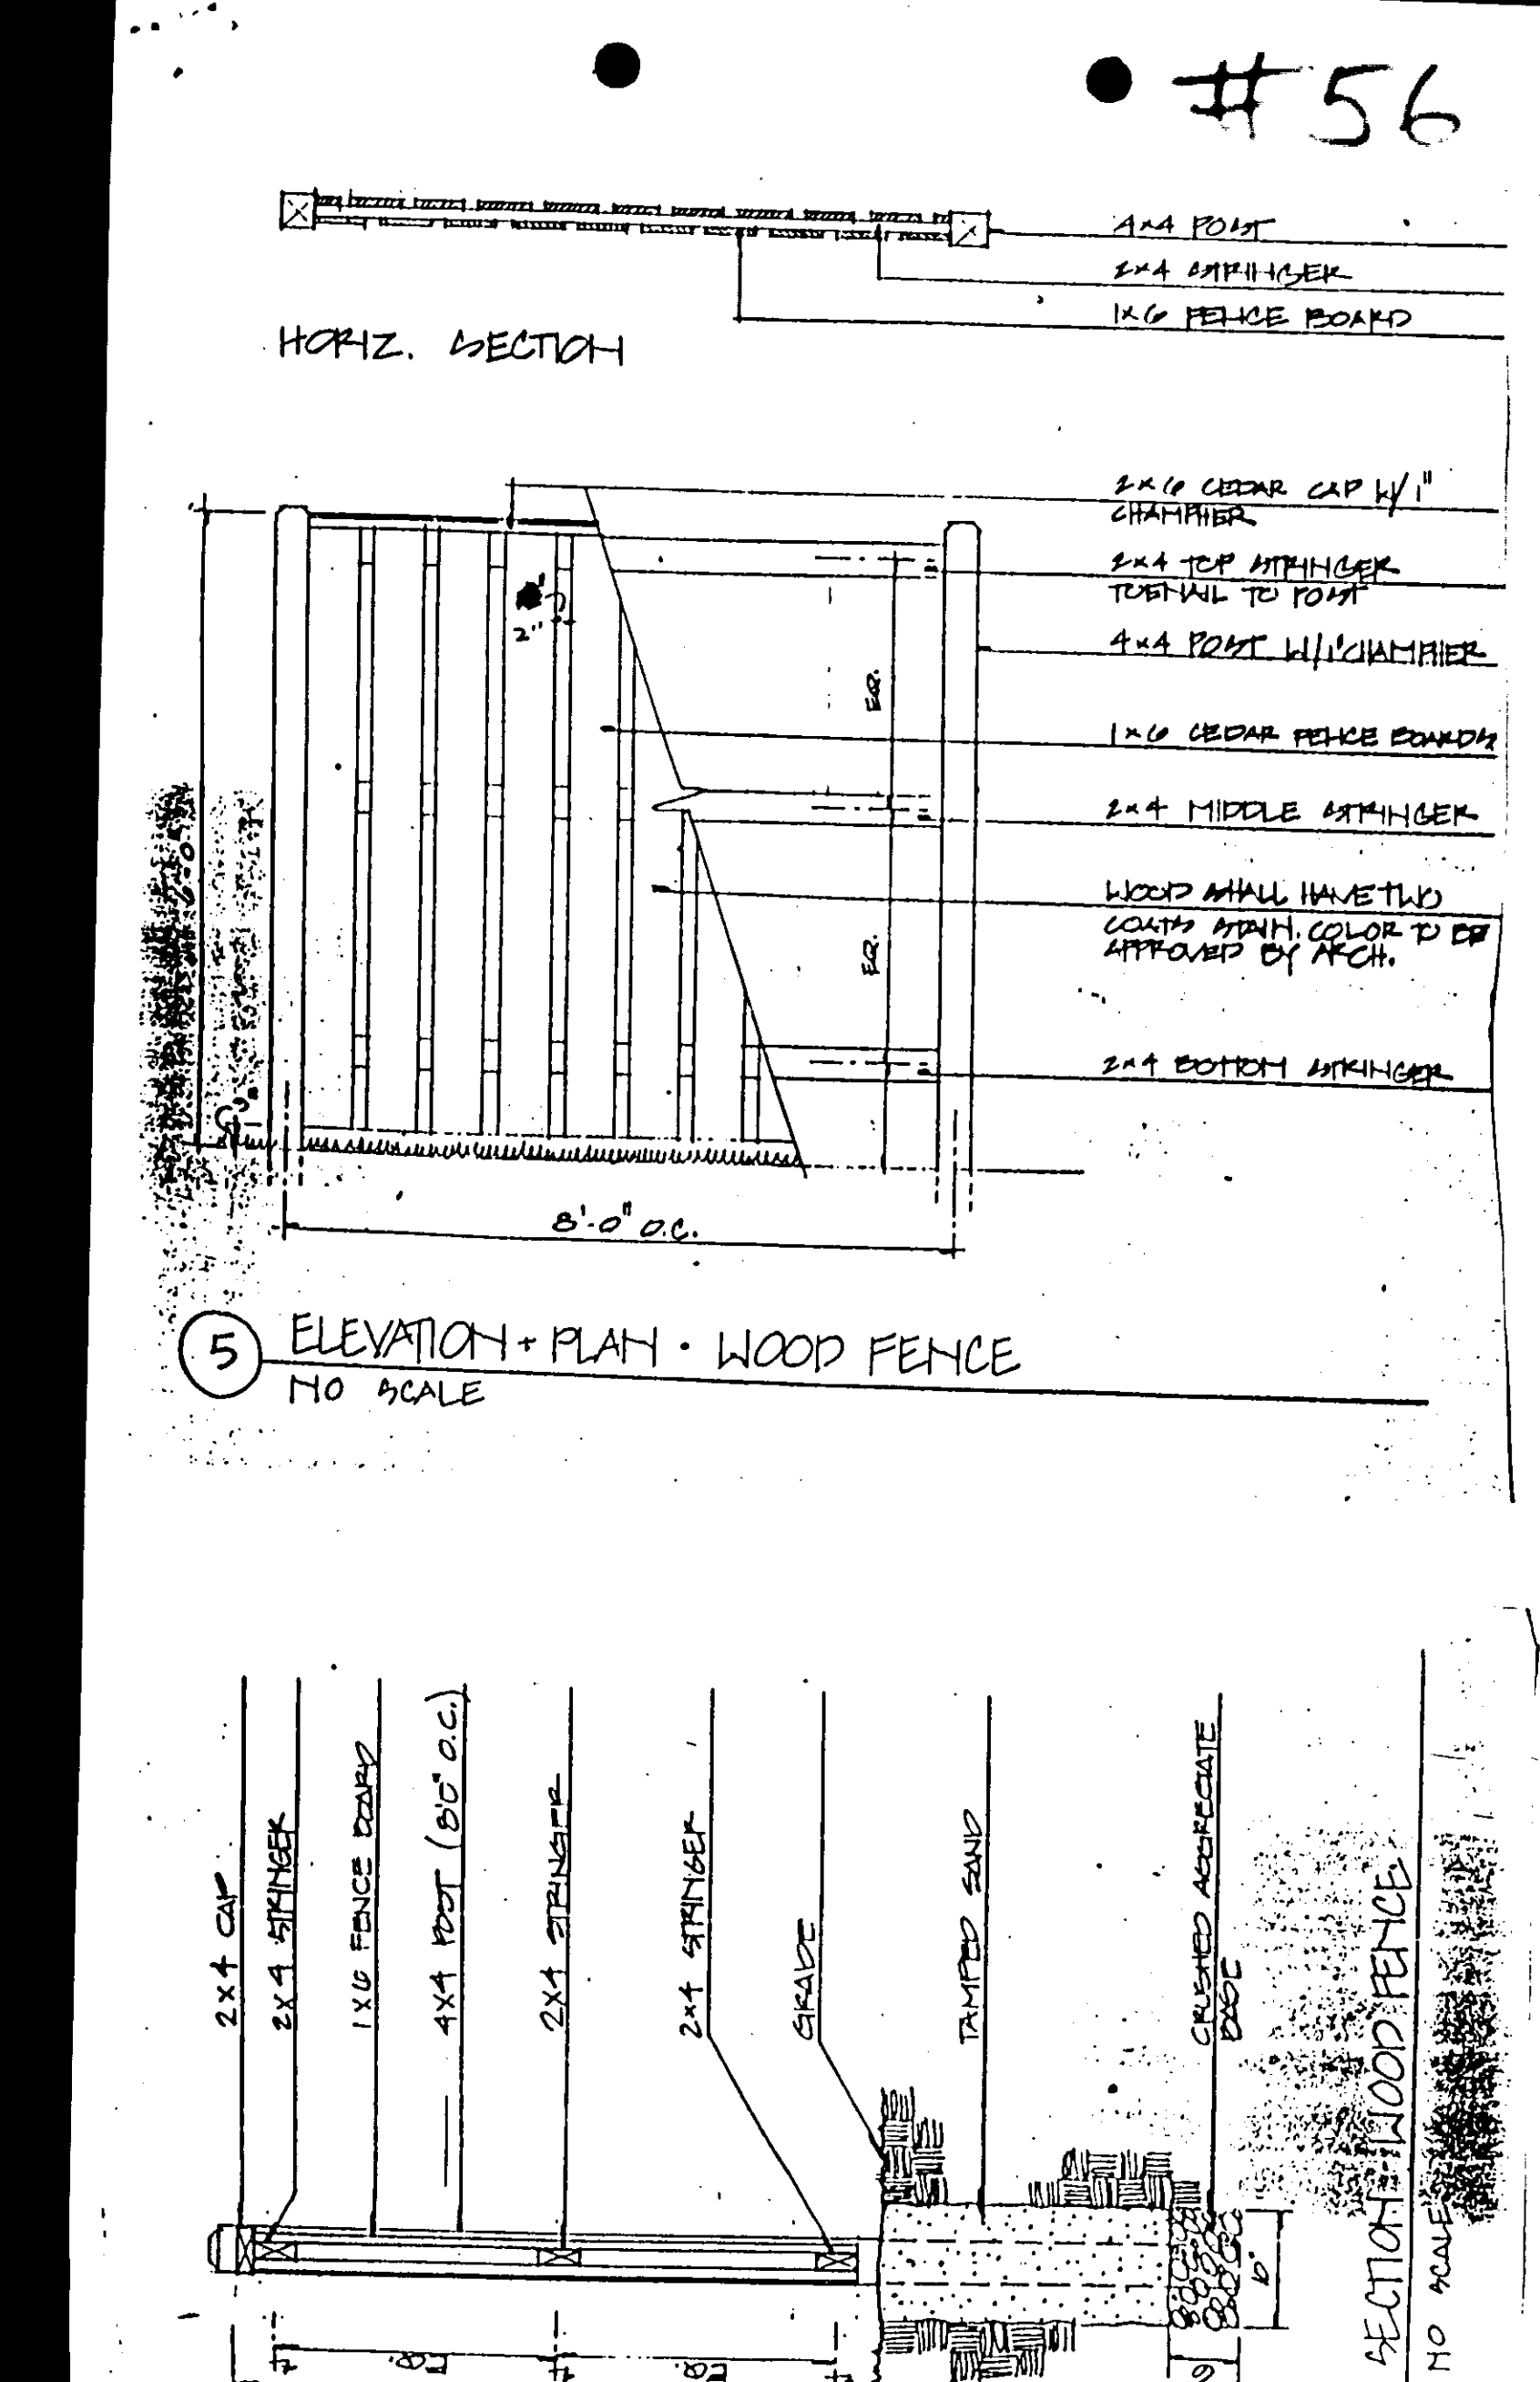 #56
4x4 POST
2x4 STRINGER
1x6 FENCE BOARD
HORIZ. SECTION
2x6 CEDAR CAP W/1"
CHAMFER
2x4 TOP STRINGER
TOENAIL TO POST
4x4 POST W/1" CHAMFER
2"
EQ.
1x6 CEDAR FENCE BOARDS
2x4 MIDDLE STRINGER
WOOD SHALL HAVE TWO
COATS STAIN. COLOR TO BE
APPROVED BY ARCH.
EQ.
6'-0"
2x4 BOTTOM STRINGER
8'-0" O.C.
5 ELEVATION + PLAN • WOOD FENCE
NO SCALE
2x4 CAP
2x4 STRINGER
1x6 FENCE BOARD
4x4 POST (8'0" O.C.)
2x4 STRINGER
2x4 STRINGER
GRADE
TAMPED SAND
CRUSHED AGGREGATE
BASE
10"
EQ.
EQ.
SECTION - WOOD FENCE
NO SCALE